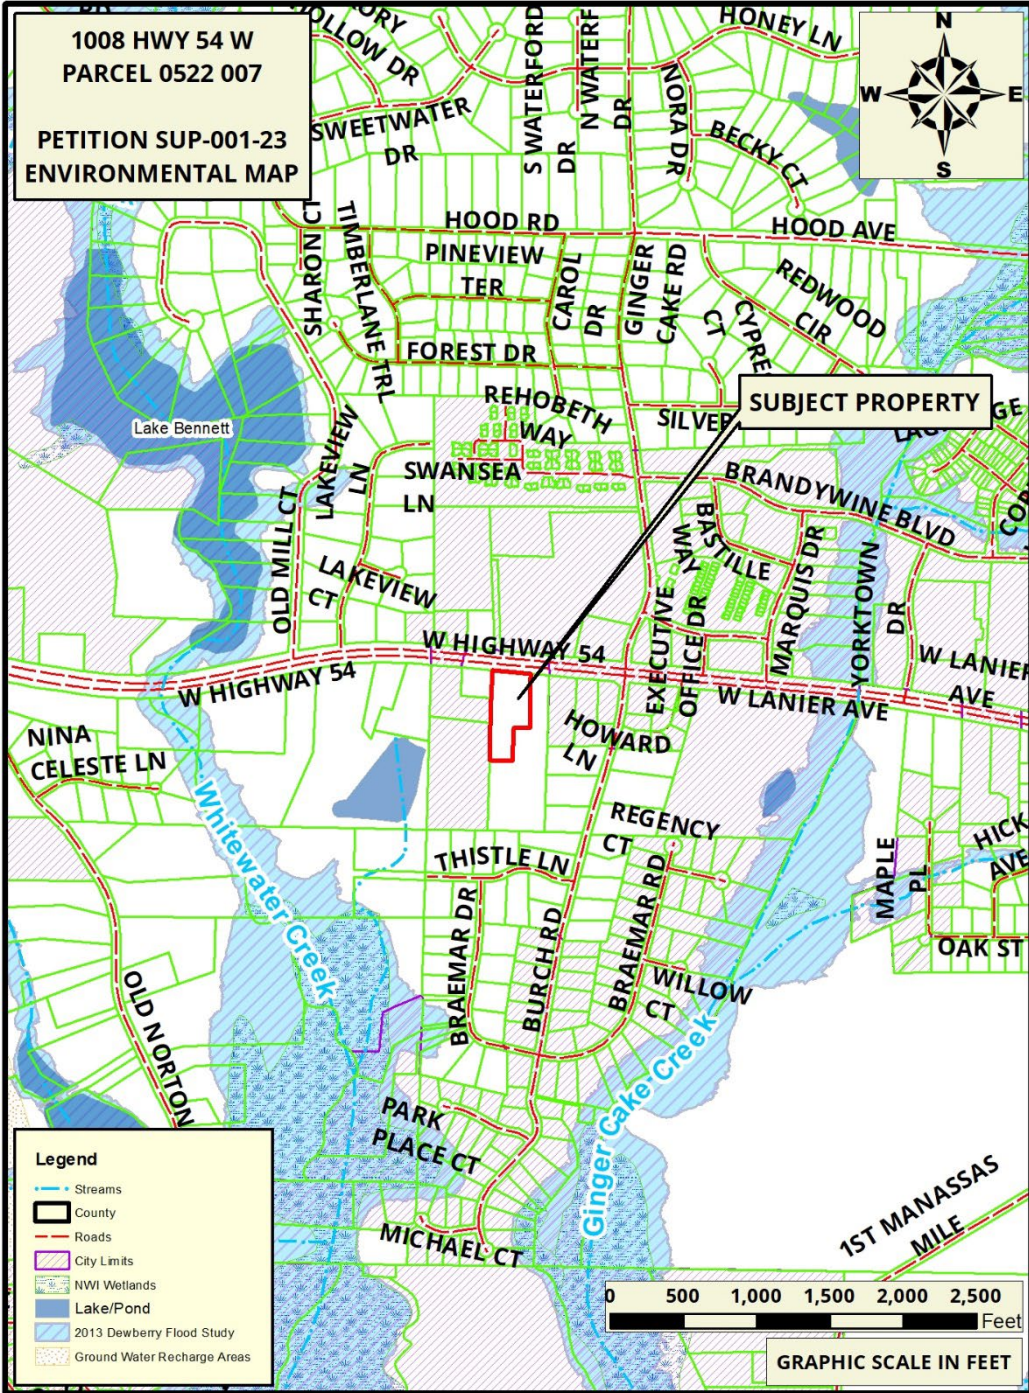 1008 HWY 54 W
PARCEL 0522 007
PETITION SUP-001-23
ENVIRONMENTAL MAP
N
W
E
S
HOLLOW DR
SWEETWATER
DR
S WATERFORD
DR
N WATERF
DR
HONEY LN
NORA DR
BECKY CT
HOOD RD
HOOD AVE
SHARON CT
TIMBERLANE TRL
PINEVIEW
TER
CAROL
DR
GINGER
CAKE RD
REDWOOD
CIR
CYPRES
CT
FOREST DR
SUBJECT PROPERTY
REHOBETH
WAY
SILVER
Lake Bennett
LAKEVIEW
LN
SWANSEA
LN
BRANDYWINE BLVD
BASTILLE
WAY
OLD MILL CT
LAKEVIEW
CT
MARQUIS DR
YORKTOWN
DR
EXECUTIVE
OFFICE DR
W HIGHWAY 54
W HIGHWAY 54
W LANIER AVE
W LANIER
AVE
NINA
CELESTE LN
HOWARD
LN
Whitewater Creek
REGENCY
CT
THISTLE LN
MAPLE
PL
HICK
AVE
OAK ST
BRAEMAR DR
BURCH RD
BRAEMAR RD
WILLOW
CT
OLD NORTON
Ginger Cake Creek
PARK
PLACE CT
MICHAEL CT
1ST MANASSAS
MILE
Legend
Streams
County
Roads
City Limits
NWI Wetlands
Lake/Pond
2013 Dewberry Flood Study
Ground Water Recharge Areas
0 500 1,000 1,500 2,000 2,500
Feet
GRAPHIC SCALE IN FEET